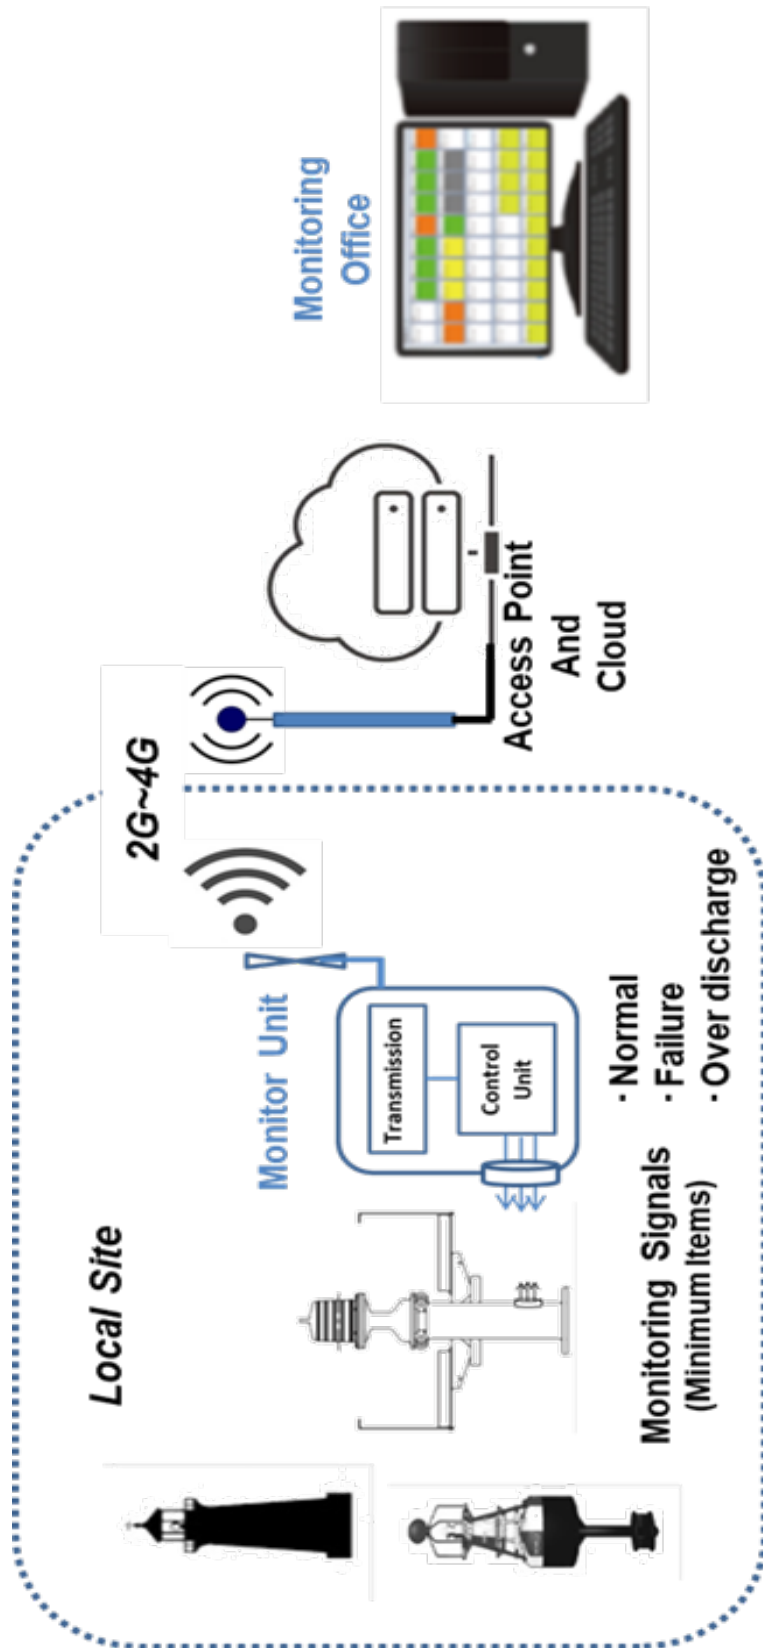 Local Site
Monitor Unit
Transmission
Control
Unit
Monitoring Signals
(Minimum Items)
· Normal
· Failure
· Over discharge
2G~4G
Access Point
And
Cloud
Monitoring
Office